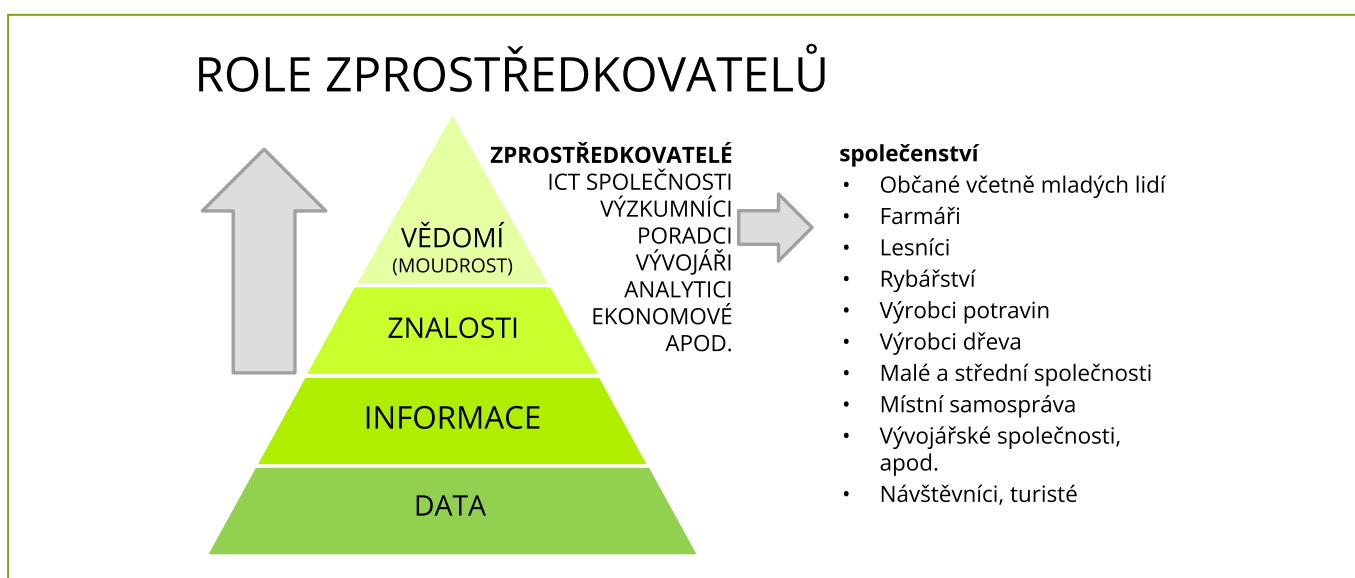 ROLE ZPROSTŘEDKOVATELŮ
VĚDOMÍ
(MOUDROST)
ZNALOSTI
INFORMACE
DATA
ZPROSTŘEDKOVATELÉ
ICT SPOLEČNOSTI
VÝZKUMNÍCI
PORADCI
VÝVOJÁŘI
ANALYTICI
EKONOMOVÉ
APOD.
společenství
• Občané včetně mladých lidí
• Farmáři
• Lesníci
• Rybářství
• Výrobci potravin
• Výrobci dřeva
• Malé a střední společnosti
• Místní samospráva
• Vývojářské společnosti,
apod.
• Návštěvníci, turisté